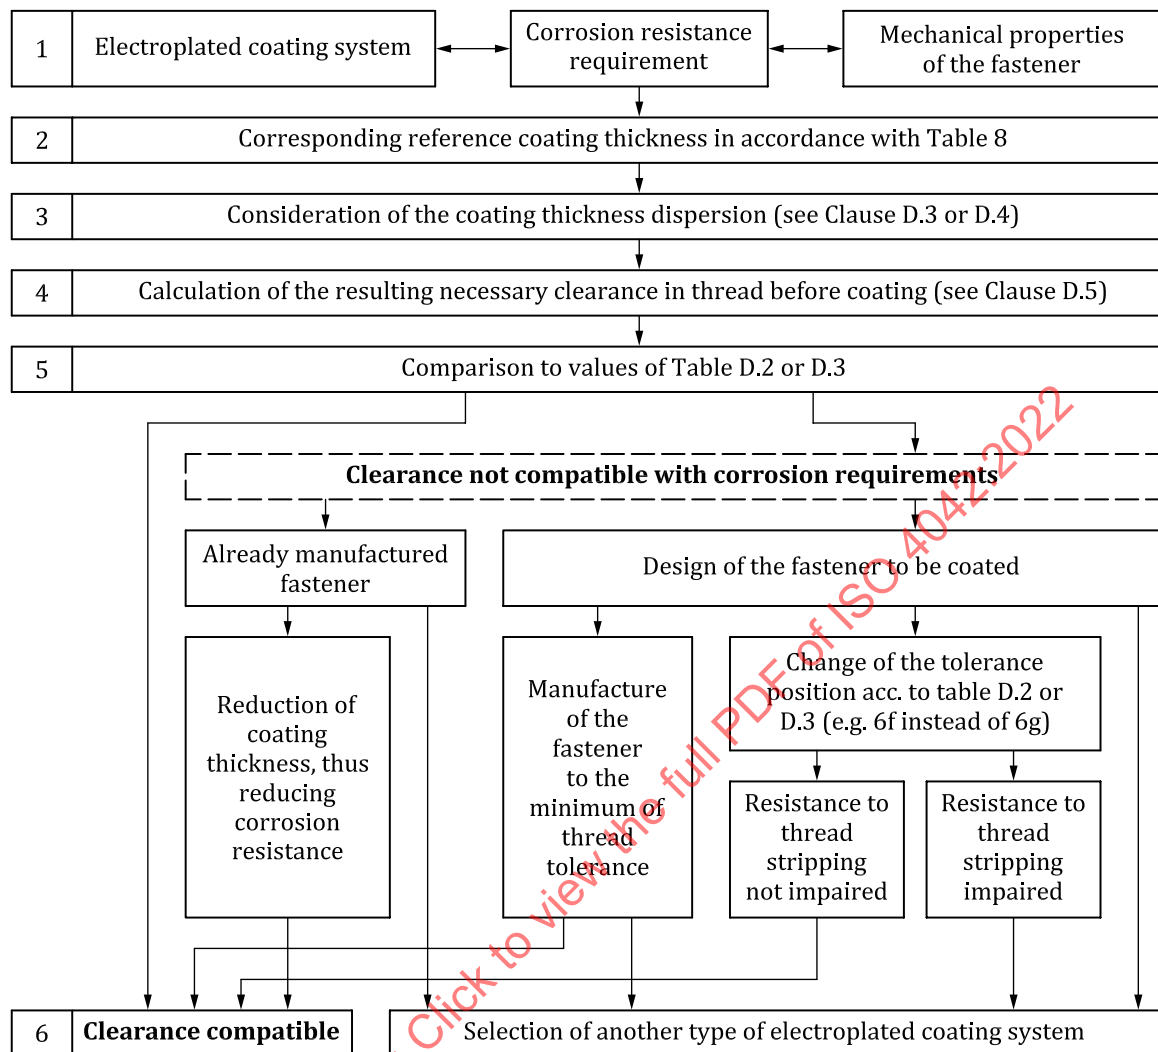 1
Electroplated coating system
Corrosion resistance
requirement
Mechanical properties
of the fastener
2
Corresponding reference coating thickness in accordance with Table 8
3
Consideration of the coating thickness dispersion (see Clause D.3 or D.4)
4
Calculation of the resulting necessary clearance in thread before coating (see Clause D.5)
5
Comparison to values of Table D.2 or D.3
Clearance not compatible with corrosion requirements
Already manufactured
fastener
Design of the fastener to be coated
Reduction of
coating
thickness, thus
reducing
corrosion
resistance
Manufacture
of the
fastener
to the
minimum of
thread
tolerance
Change of the tolerance
position acc. to table D.2 or
D.3 (e.g. 6f instead of 6g)
Resistance to
thread
stripping
not impaired
Resistance to
thread
stripping
impaired
6
Clearance compatible
Selection of another type of electroplated coating system
Click to view the full PDF of ISO 4042:2022